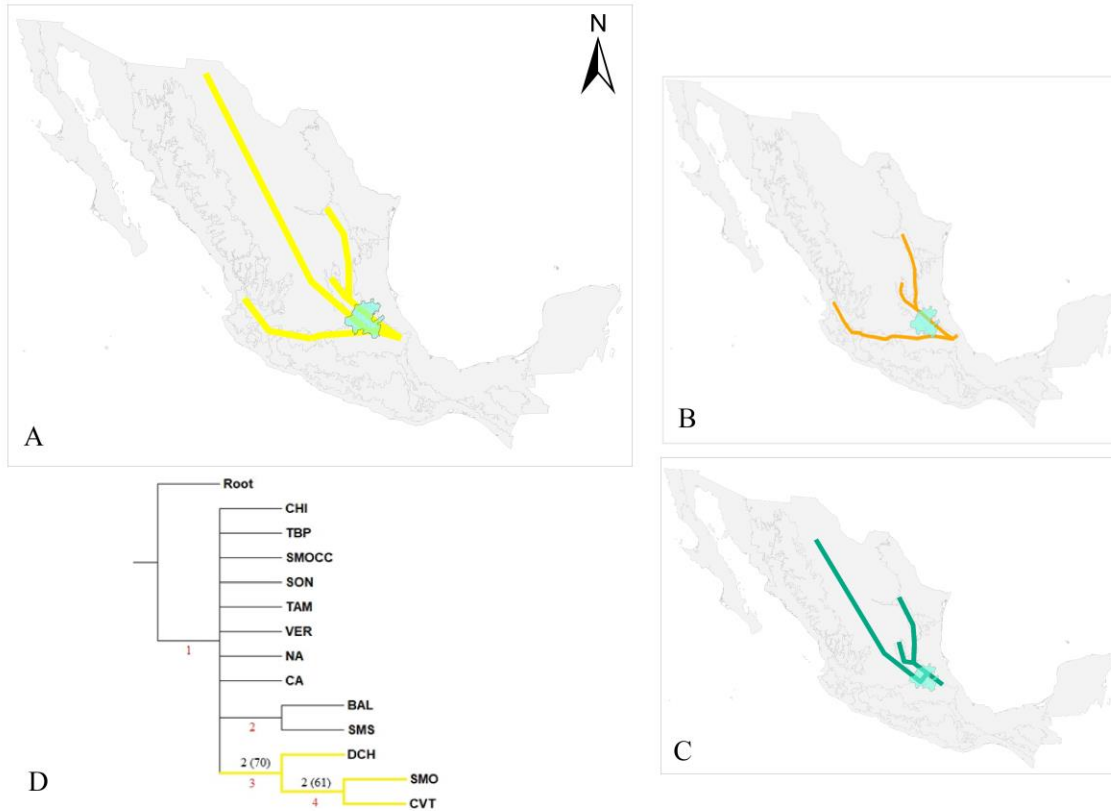 N
A
B
C
D
Root
CHI
TBP
SMOCC
SON
TAM
VER
1
NA
CA
BAL
2
SMS
2 (70)
DCH
3
2 (61)
SMO
4
CVT